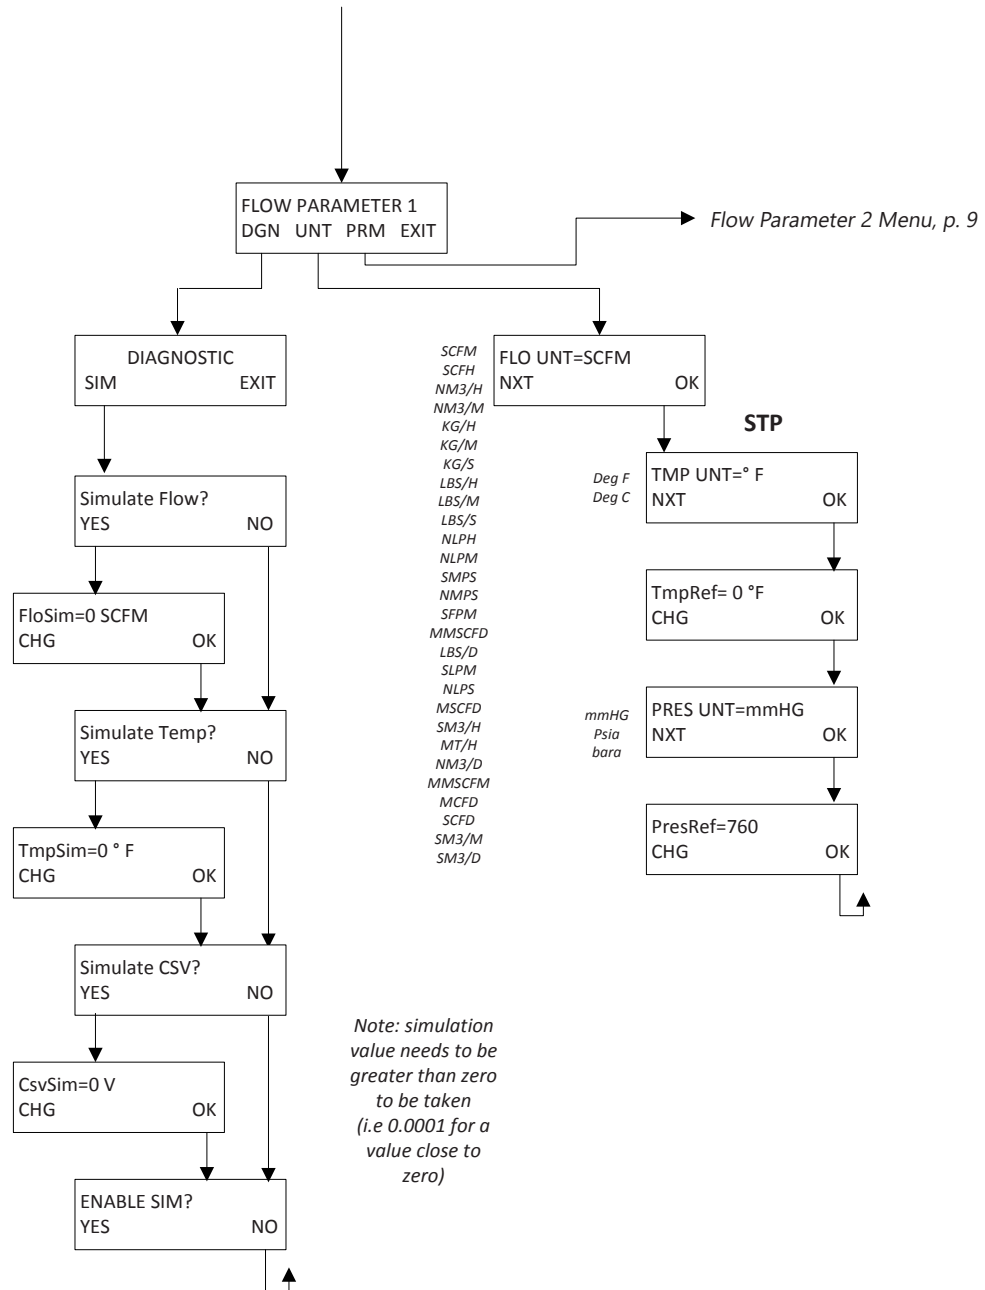 FLOW PARAMETER 1
DGN UNT PRM EXIT
Flow Parameter 2 Menu, p. 9
DIAGNOSTIC
SIM EXIT
Simulate Flow?
YES NO
FloSim=0 SCFM
CHG OK
Simulate Temp?
YES NO
TmpSim=0 ° F
CHG OK
Simulate CSV?
YES NO
CsvSim=0 V
CHG OK
ENABLE SIM?
YES NO
SCFM
SCFH
NM3/H
NM3/M
KG/H
KG/M
KG/S
LBS/H
LBS/M
LBS/S
NLPH
NLPM
SMPS
NMPS
SFPM
MMSCFD
LBS/D
SLPM
NLPS
MSCFD
SM3/H
MT/H
NM3/D
MMSCFM
MCFD
SCFD
SM3/M
SM3/D
FLO UNT=SCFM
NXT OK
STP
Deg F
Deg C
TMP UNT=° F
NXT OK
TmpRef= 0 °F
CHG OK
mmHG
Psia
bara
PRES UNT=mmHG
NXT OK
PresRef=760
CHG OK
Note: simulation
value needs to be
greater than zero
to be taken
(i.e 0.0001 for a
value close to
zero)